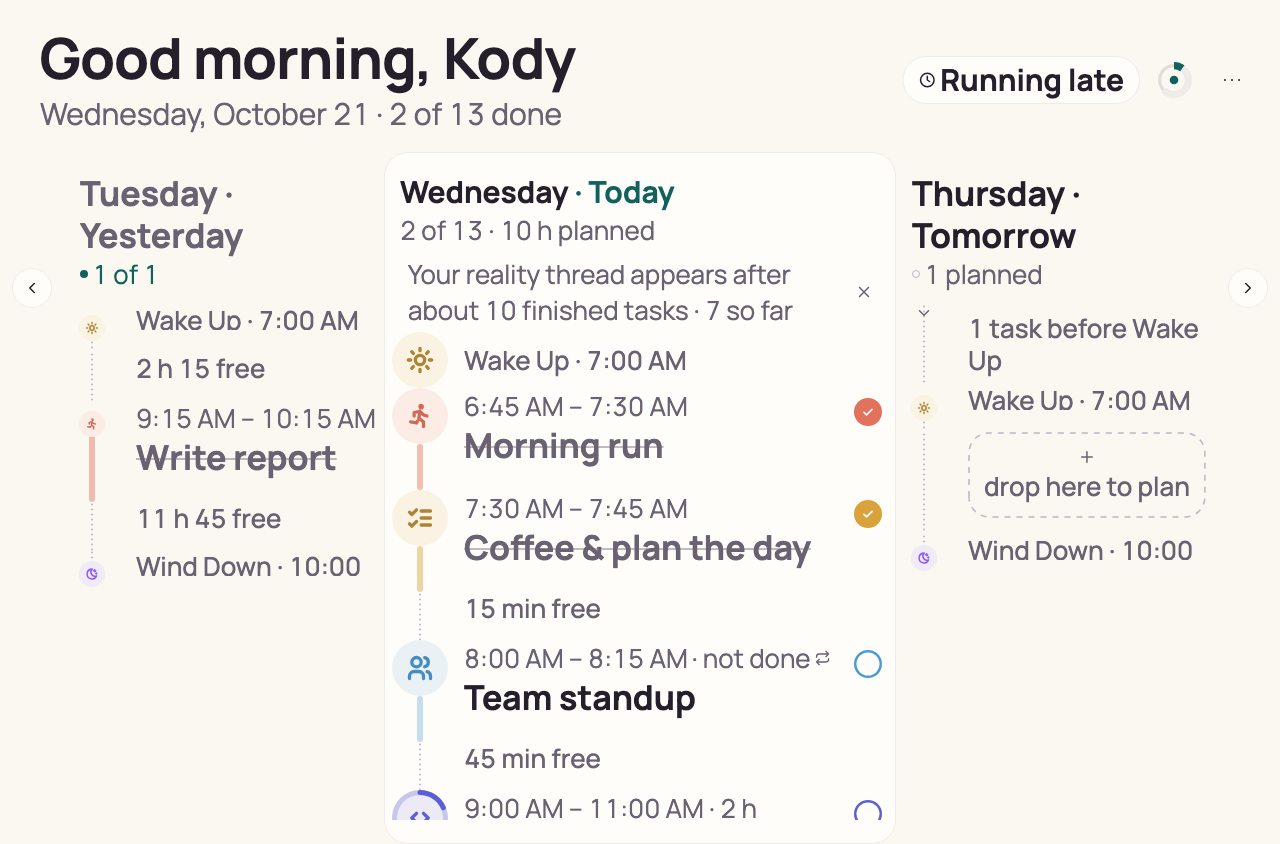 Good morning, Kody
Wednesday, October 21 · 2 of 13 done
Running late
Tuesday ·
Yesterday
1 of 1
Wake Up · 7:00 AM
2 h 15 free
9:15 AM – 10:15 AM
Write report
11 h 45 free
Wind Down · 10:00
Wednesday · Today
2 of 13 · 10 h planned
Your reality thread appears after
about 10 finished tasks · 7 so far
Wake Up · 7:00 AM
6:45 AM – 7:30 AM
Morning run
7:30 AM – 7:45 AM
Coffee & plan the day
15 min free
8:00 AM – 8:15 AM · not done
Team standup
45 min free
9:00 AM – 11:00 AM · 2 h
Thursday ·
Tomorrow
1 planned
1 task before Wake
Up
Wake Up · 7:00 AM
+
drop here to plan
Wind Down · 10:00